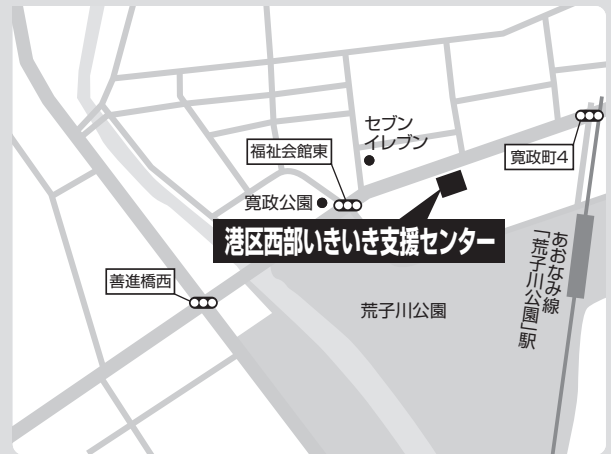 セブン
イレブン
福祉会館東
寛政町4
寛政公園
港区西部いきいき支援センター
あおなみ線
「荒子川公園」駅
善進橋西
荒子川公園